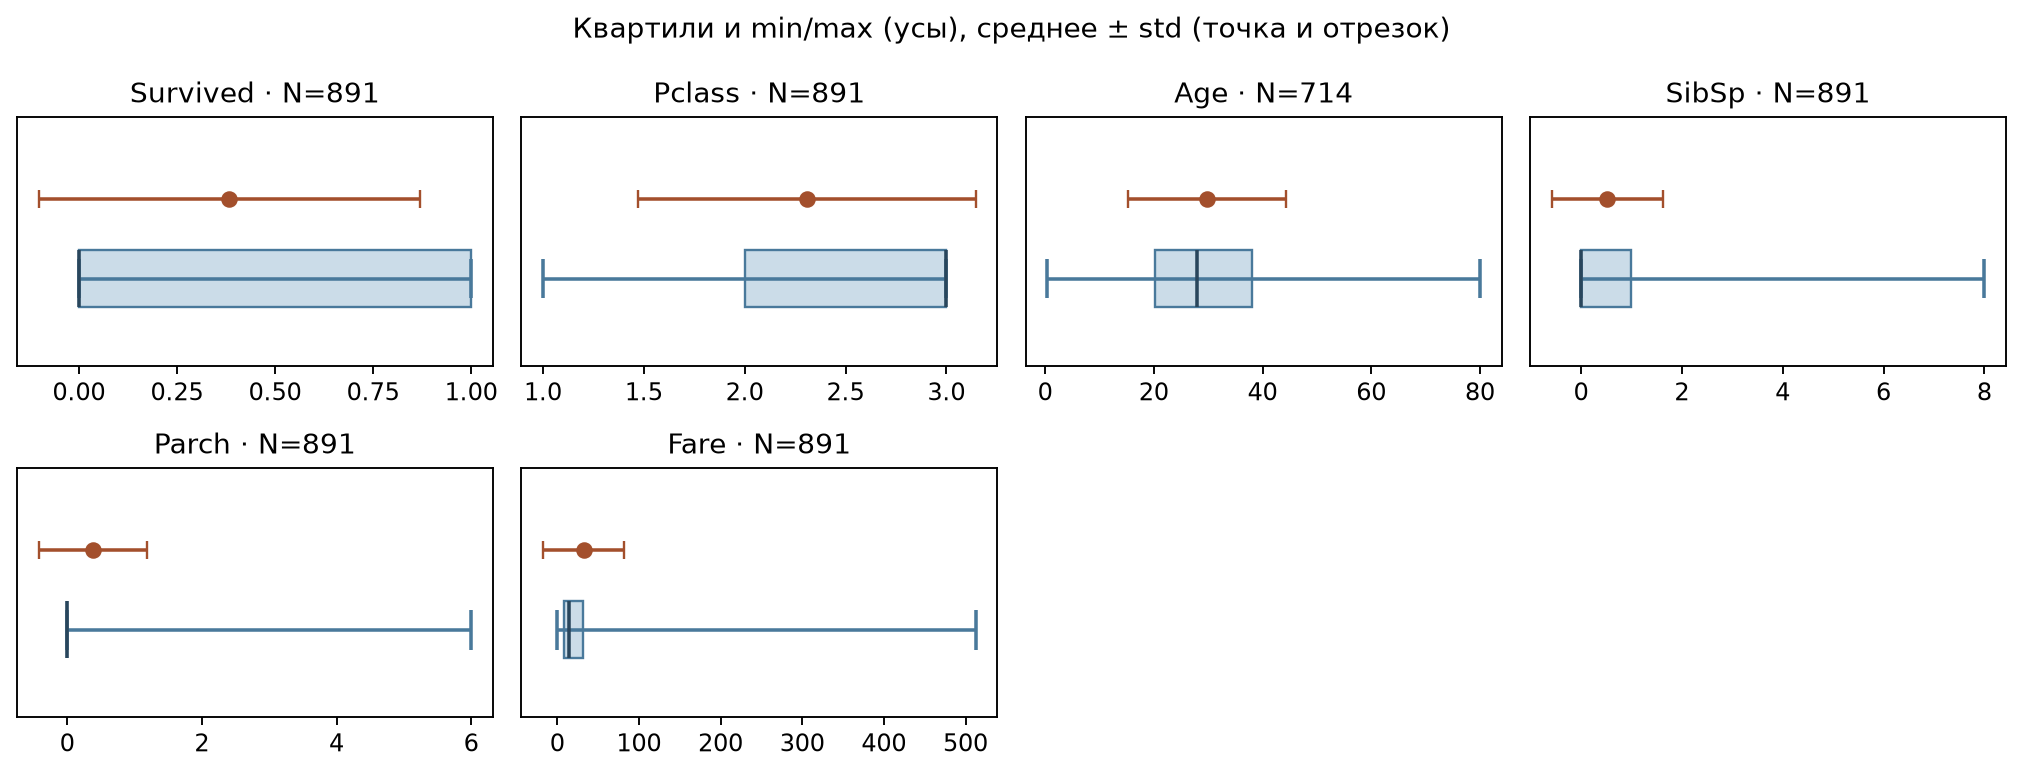 Квартили и min/max (усы), среднее ± std (точка и отрезок)
Survived · N=891
Pclass · N=891
Age · N=714
SibSp · N=891
0.00 0.25 0.50 0.75 1.00
1.0 1.5 2.0 2.5 3.0
0 20 40 60 80
0 2 4 6 8
Parch · N=891
Fare · N=891
0 2 4 6
0 100 200 300 400 500